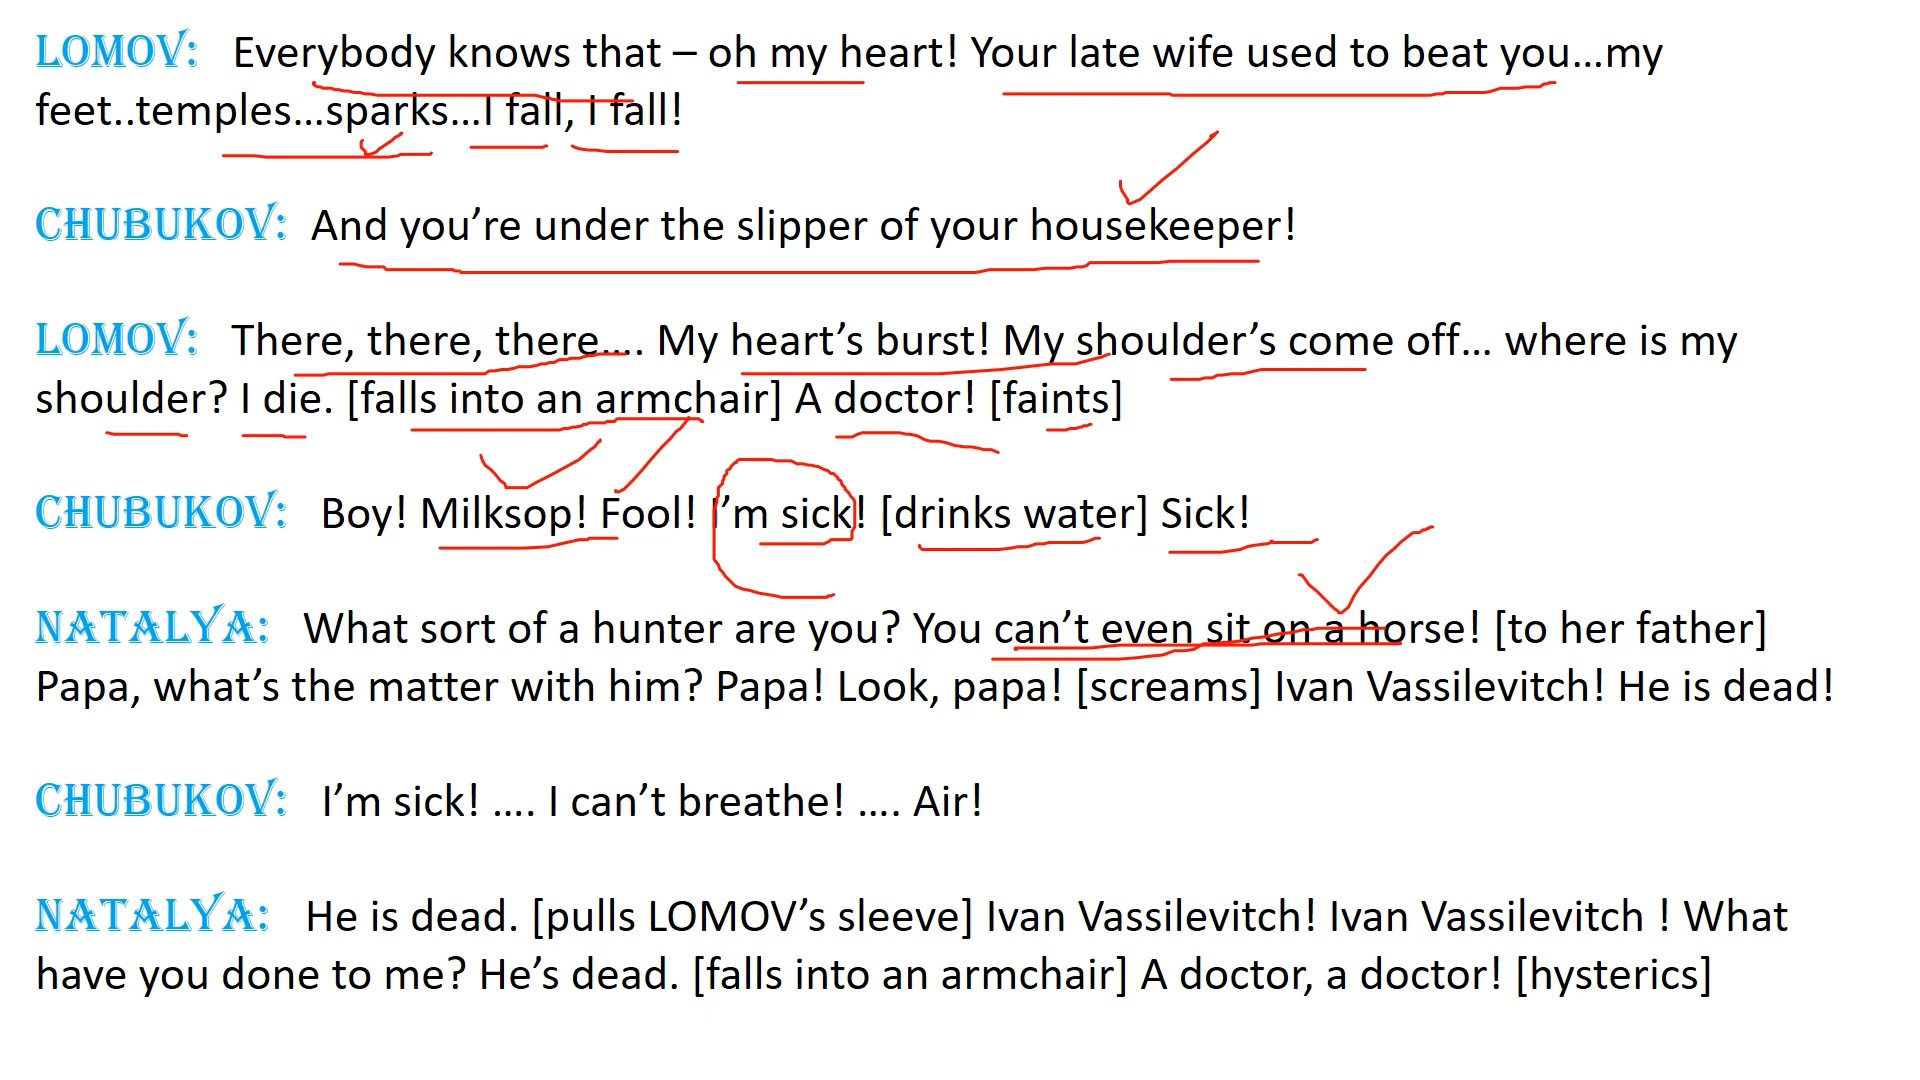 LOMOV: Everybody knows that – oh my heart! Your late wife used to beat you...my
feet..temples...sparks...I fall, I fall!
CHUBUKOV: And you’re under the slipper of your housekeeper!
LOMOV: There, there, there.... My heart’s burst! My shoulder’s come off... where is my
shoulder? I die. [falls into an armchair] A doctor! [faints]
CHUBUKOV: Boy! Milksop! Fool! I’m sick! [drinks water] Sick!
NATALYA: What sort of a hunter are you? You can’t even sit on a horse! [to her father]
Papa, what’s the matter with him? Papa! Look, papa! [screams] Ivan Vassilevitch! He is dead!
CHUBUKOV: I’m sick! .... I can’t breathe! .... Air!
NATALYA: He is dead. [pulls LOMOV’s sleeve] Ivan Vassilevitch! Ivan Vassilevitch ! What
have you done to me? He’s dead. [falls into an armchair] A doctor, a doctor! [hysterics]